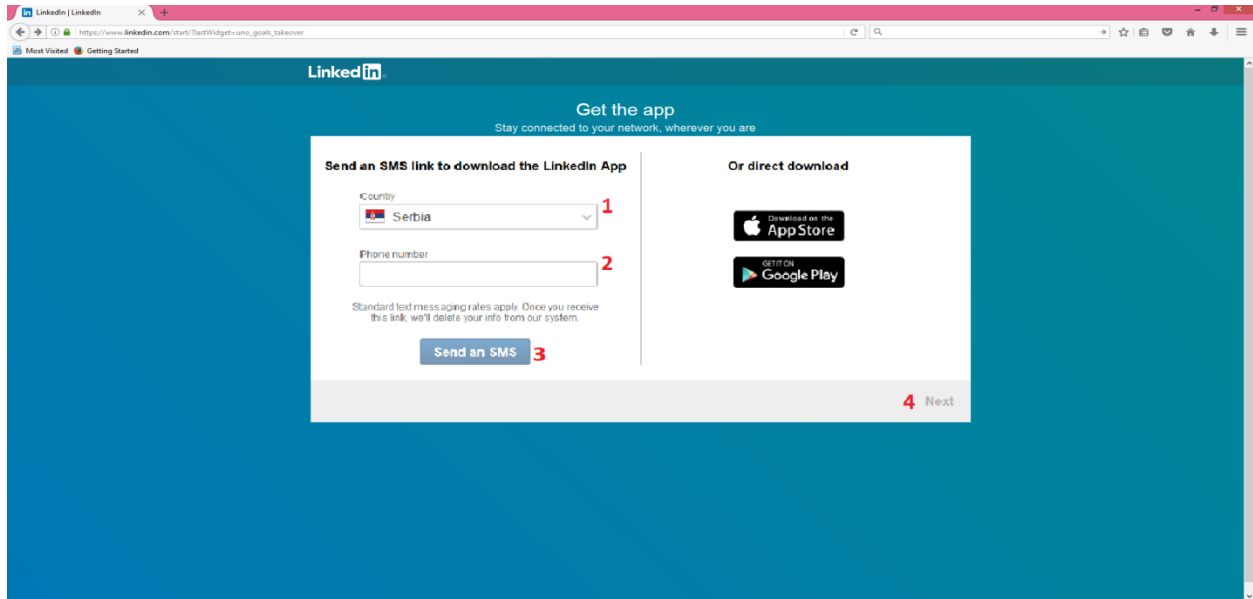 LinkedIn | LinkedIn
https://www.linkedin.com/start/?lastWidget=uno_goals_takeover
Most Visited Getting Started
Linked in
Get the app
Stay connected to your network, wherever you are
Send an SMS link to download the LinkedIn App
Country
Serbia
1
Phone number
2
Standard text messaging rates apply. Once you receive
this link, we'll delete your info from our system.
Send an SMS
3
Or direct download
Download on the
App Store
GET IT ON
Google Play
4 Next